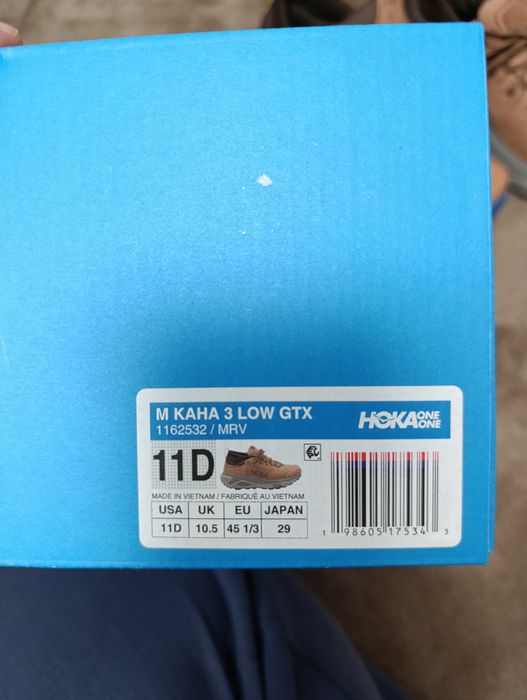 M KAHA 3 LOW GTX
1162532 / MRV
HOKA ONE ONE
11D
MADE IN VIETNAM / FABRIQUÉ AU VIETNAM
USA UK EU JAPAN
11D 10.5 45 1/3 29
1 98605 17534 3